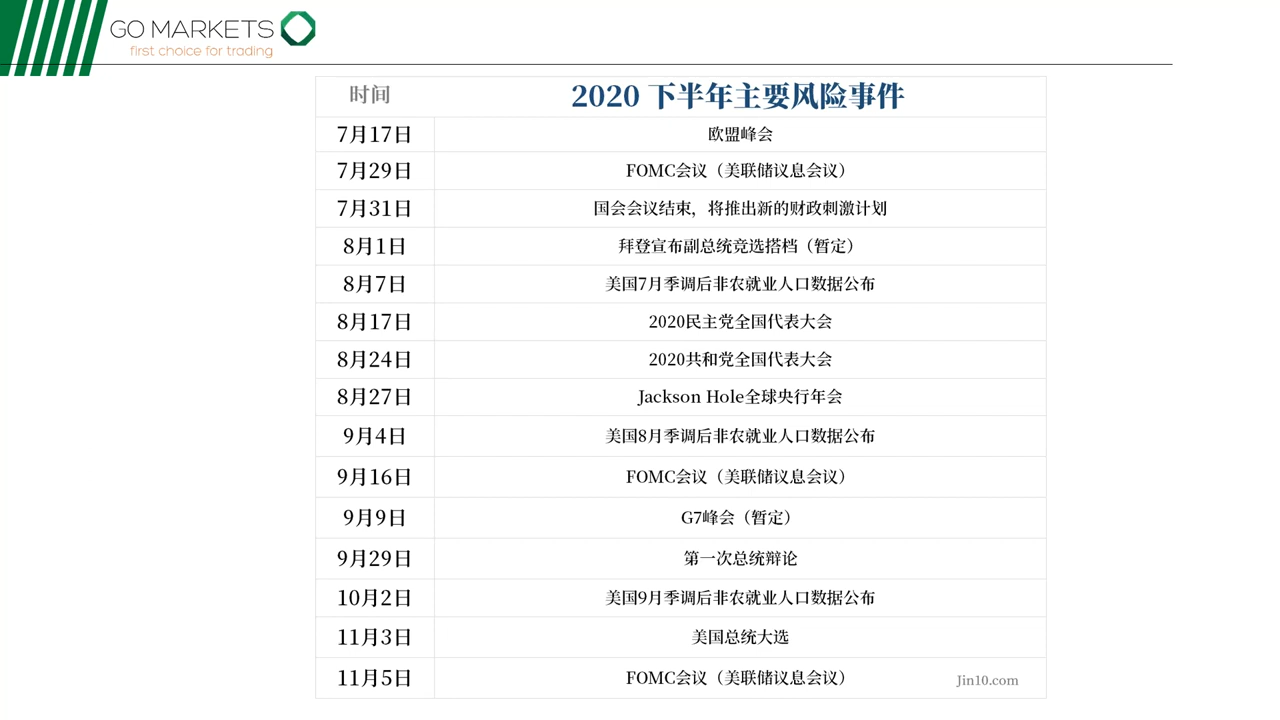 GO MARKETS
first choice for trading
时间 2020 下半年主要风险事件
7月17日 欧盟峰会
7月29日 FOMC会议（美联储议息会议）
7月31日 国会会议结束，将推出新的财政刺激计划
8月1日 拜登宣布副总统竞选搭档（暂定）
8月7日 美国7月季调后非农就业人口数据公布
8月17日 2020民主党全国代表大会
8月24日 2020共和党全国代表大会
8月27日 Jackson Hole全球央行年会
9月4日 美国8月季调后非农就业人口数据公布
9月16日 FOMC会议（美联储议息会议）
9月9日 G7峰会（暂定）
9月29日 第一次总统辩论
10月2日 美国9月季调后非农就业人口数据公布
11月3日 美国总统大选
11月5日 FOMC会议（美联储议息会议）
Jin10.com